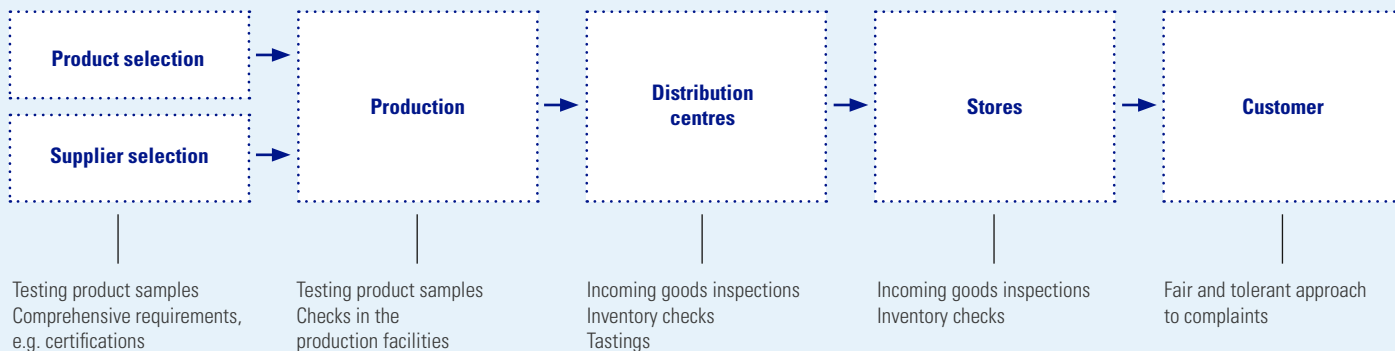 Product selection
Supplier selection
Production
Distribution
centres
Stores
Customer
Testing product samples
Comprehensive requirements,
e.g. certifications
Testing product samples
Checks in the
production facilities
Incoming goods inspections
Inventory checks
Tastings
Incoming goods inspections
Inventory checks
Fair and tolerant approach
to complaints